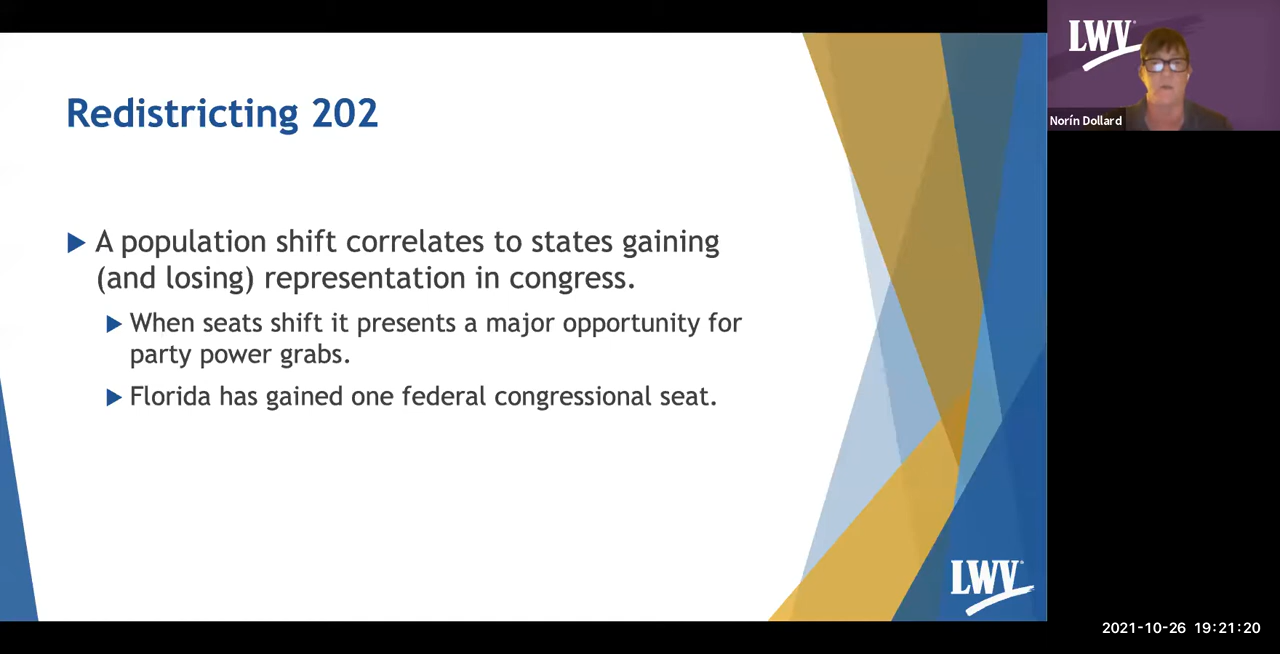 Redistricting 202
A population shift correlates to states gaining
(and losing) representation in congress.
When seats shift it presents a major opportunity for
party power grabs.
Florida has gained one federal congressional seat.
LWV
LWV
Norín Dollard
2021-10-26 19:21:20